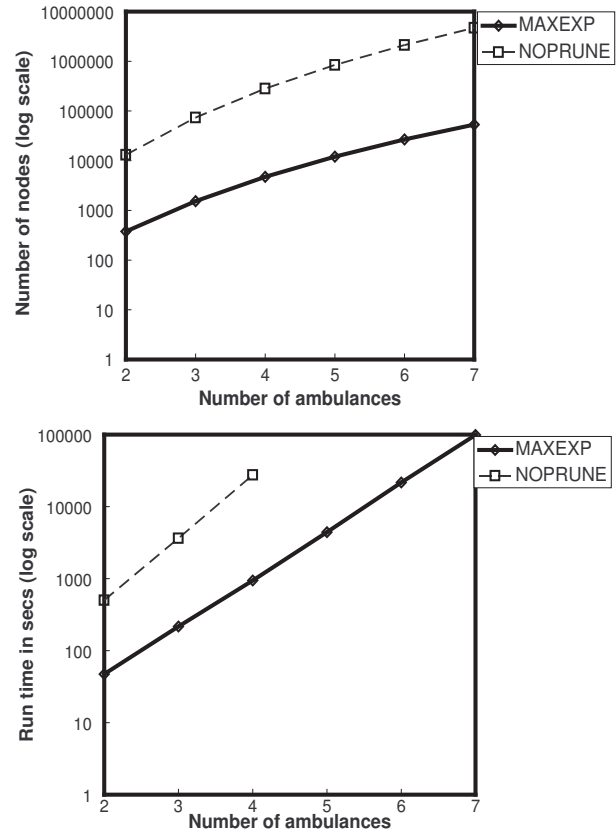 10000000
1000000
100000
10000
1000
100
10
1
Number of nodes (log scale)
2 3 4 5 6 7
Number of ambulances
MAXEXP
NOPRUNE
100000
10000
1000
100
10
1
Run time in secs (log scale)
2 3 4 5 6 7
Number of ambulances
MAXEXP
NOPRUNE